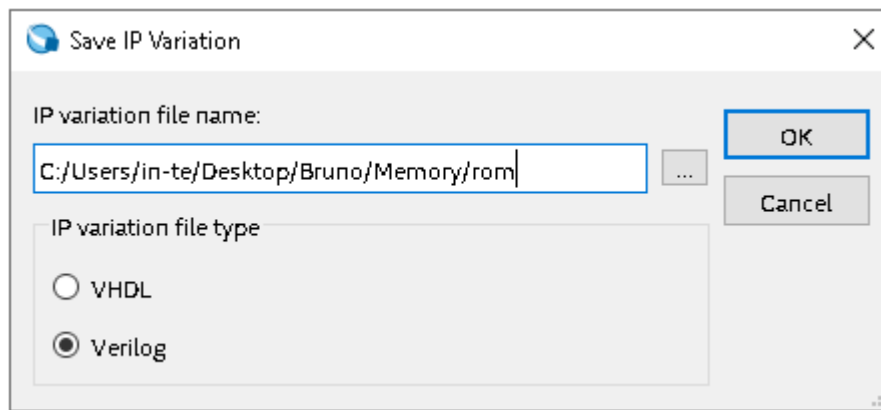 Save IP Variation
IP variation file name:
C:/Users/in-te/Desktop/Bruno/Memory/rom
...
OK
Cancel
IP variation file type
VHDL
Verilog